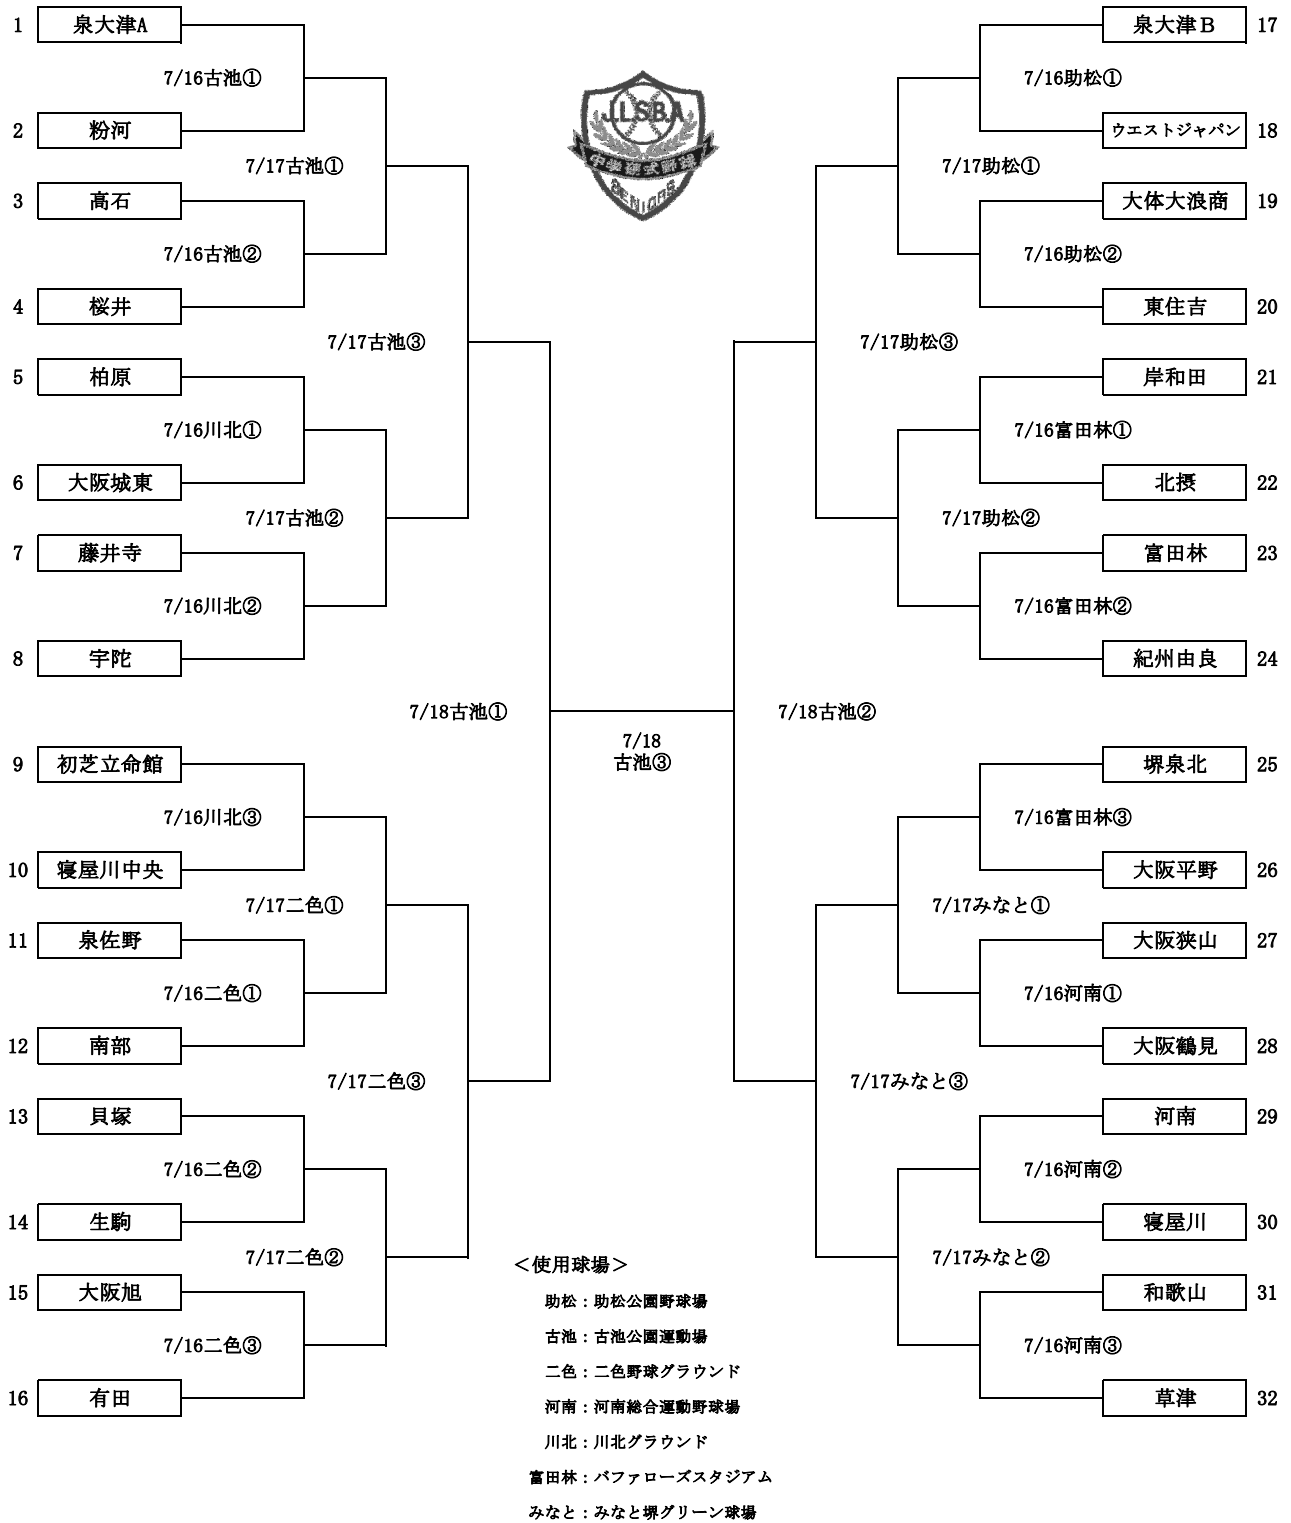 1 泉大津A
7/16古池①
2 粉河
7/17古池①
3 高石
7/16古池②
4 桜井
7/17古池③
5 柏原
7/16川北①
6 大阪城東
7/17古池②
7 藤井寺
7/16川北②
8 宇陀
7/18古池①
9 初芝立命館
7/16川北③
10 寝屋川中央
7/17二色①
11 泉佐野
7/16二色①
12 南部
7/17二色③
13 貝塚
7/16二色②
14 生駒
7/17二色②
15 大阪旭
7/16二色③
16 有田
J.L.S.B.A
中学硬式野球
SENIORS
7/18
古池③
泉大津B 17
7/16助松①
ウエストジャパン 18
7/17助松①
大体大浪商 19
7/16助松②
東住吉 20
7/17助松③
岸和田 21
7/16富田林①
北摂 22
7/17助松②
富田林 23
7/16富田林②
紀州由良 24
7/18古池②
堺泉北 25
7/16富田林③
大阪平野 26
7/17みなと①
大阪狭山 27
7/16河南①
大阪鶴見 28
7/17みなと③
河南 29
7/16河南②
寝屋川 30
7/17みなと②
和歌山 31
7/16河南③
草津 32
＜使用球場＞
助松：助松公園野球場
古池：古池公園運動場
二色：二色野球グラウンド
河南：河南総合運動野球場
川北：川北グラウンド
富田林：バファローズスタジアム
みなと：みなと堺グリーン球場